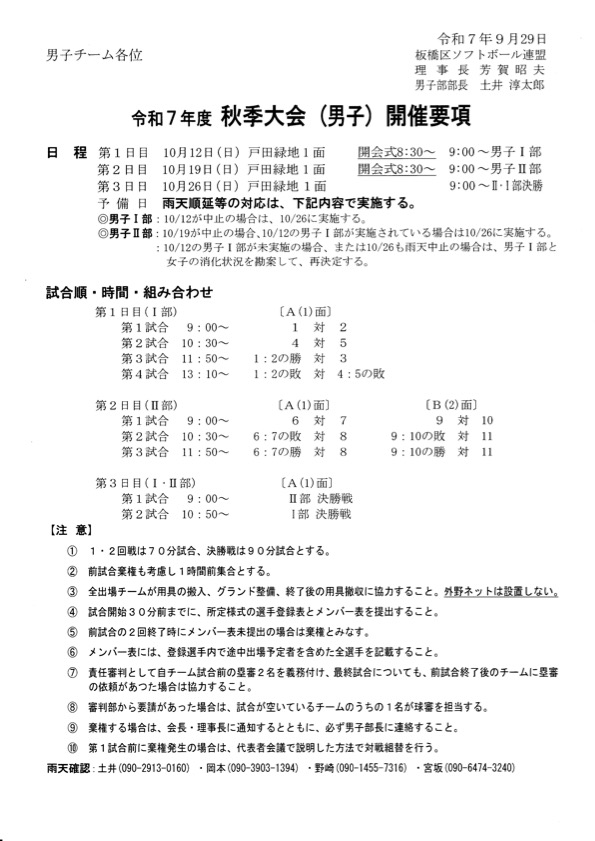 令和７年９月29日
男子チーム各位
板橋区ソフトボール連盟
理 事 長 芳 賀 昭 夫
男子部部長 土井 淳太郎
令和７年度 秋季大会（男子）開催要項
日 程 第１日目 10月12日(日) 戸田緑地１面 開会式8:30～ 9:00～男子Ⅰ部
第２日目 10月19日(日) 戸田緑地１面 開会式8:30～ 9:00～男子Ⅱ部
第３日目 10月26日(日) 戸田緑地１面 9:00～Ⅱ・Ⅰ部決勝
予 備 日 雨天順延等の対応は、下記内容で実施する。
◎男子Ⅰ部：10/12が中止の場合は、10/26に実施する。
◎男子Ⅱ部：10/19が中止の場合、10/12の男子Ⅰ部が実施されている場合は10/26に実施する。
：10/12の男子Ⅰ部が未実施の場合、または10/26も雨天中止の場合は、男子Ⅰ部と
女子の消化状況を勘案して、再決定する。
試合順・時間・組み合わせ
第１日目(Ⅰ部) 〔A(1)面〕
第１試合 9：00～ 1 対 2
第２試合 10：30～ 4 対 5
第３試合 11：50～ 1：2の勝 対 3
第４試合 13：10～ 1：2の敗 対 4：5の敗
第２日目(Ⅱ部) 〔A(1)面〕 〔B(2)面〕
第１試合 9：00～ 6 対 7 9 対 10
第２試合 10：30～ 6：7の敗 対 8 9：10の敗 対 11
第３試合 11：50～ 6：7の勝 対 8 9：10の勝 対 11
第３日目(Ⅰ・Ⅱ部) 〔A(1)面〕
第１試合 9：00～ Ⅱ部 決勝戦
第２試合 10：50～ Ⅰ部 決勝戦
【注 意】
① １・２回戦は７０分試合、決勝戦は９０分試合とする。
② 前試合棄権も考慮し１時間前集合とする。
③ 全出場チームが用具の搬入、グランド整備、終了後の用具撤収に協力すること。外野ネットは設置しない。
④ 試合開始３０分前までに、所定様式の選手登録表とメンバー表を提出すること。
⑤ 前試合の２回終了時にメンバー表未提出の場合は棄権とみなす。
⑥ メンバー表には、登録選手内で途中出場予定者を含めた全選手を記載すること。
⑦ 責任審判として自チーム試合前の塁審２名を義務付け、最終試合についても、前試合終了後のチームに塁審
の依頼があつた場合は協力すること。
⑧ 審判部から要請があった場合は、試合が空いているチームのうちの１名が球審を担当する。
⑨ 棄権する場合は、会長・理事長に通知するとともに、必ず男子部長に連絡すること。
⑩ 第１試合前に棄権発生の場合は、代表者会議で説明した方法で対戦組替を行う。
雨天確認：土井(090-2913-0160) ・岡本(090-3903-1394) ・野崎(090-1455-7316) ・宮坂(090-6474-3240)